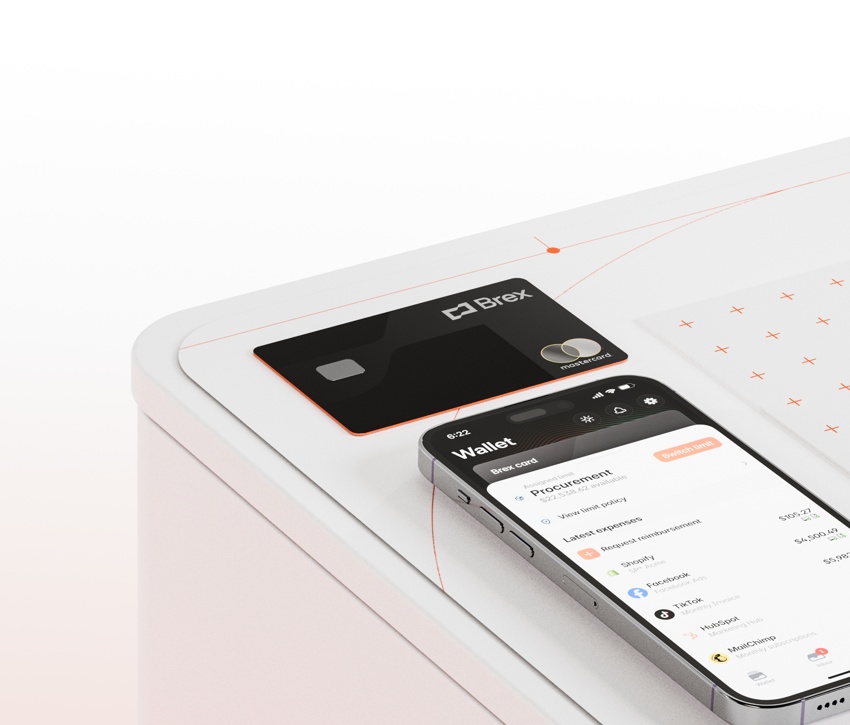 Brex
mastercard
6:22
Wallet
Brex card
Assigned limit
Procurement
$22,538.62 available
Switch limit
View limit policy
Latest expenses
Request reimbursement
Shopify
$105.27
Facebook
Facebook Ads
$4,500.49
TikTok
Monthly Invoice
HubSpot
Marketing Hub
MailChimp
Monthly subscriptions
Wallet
Inbox